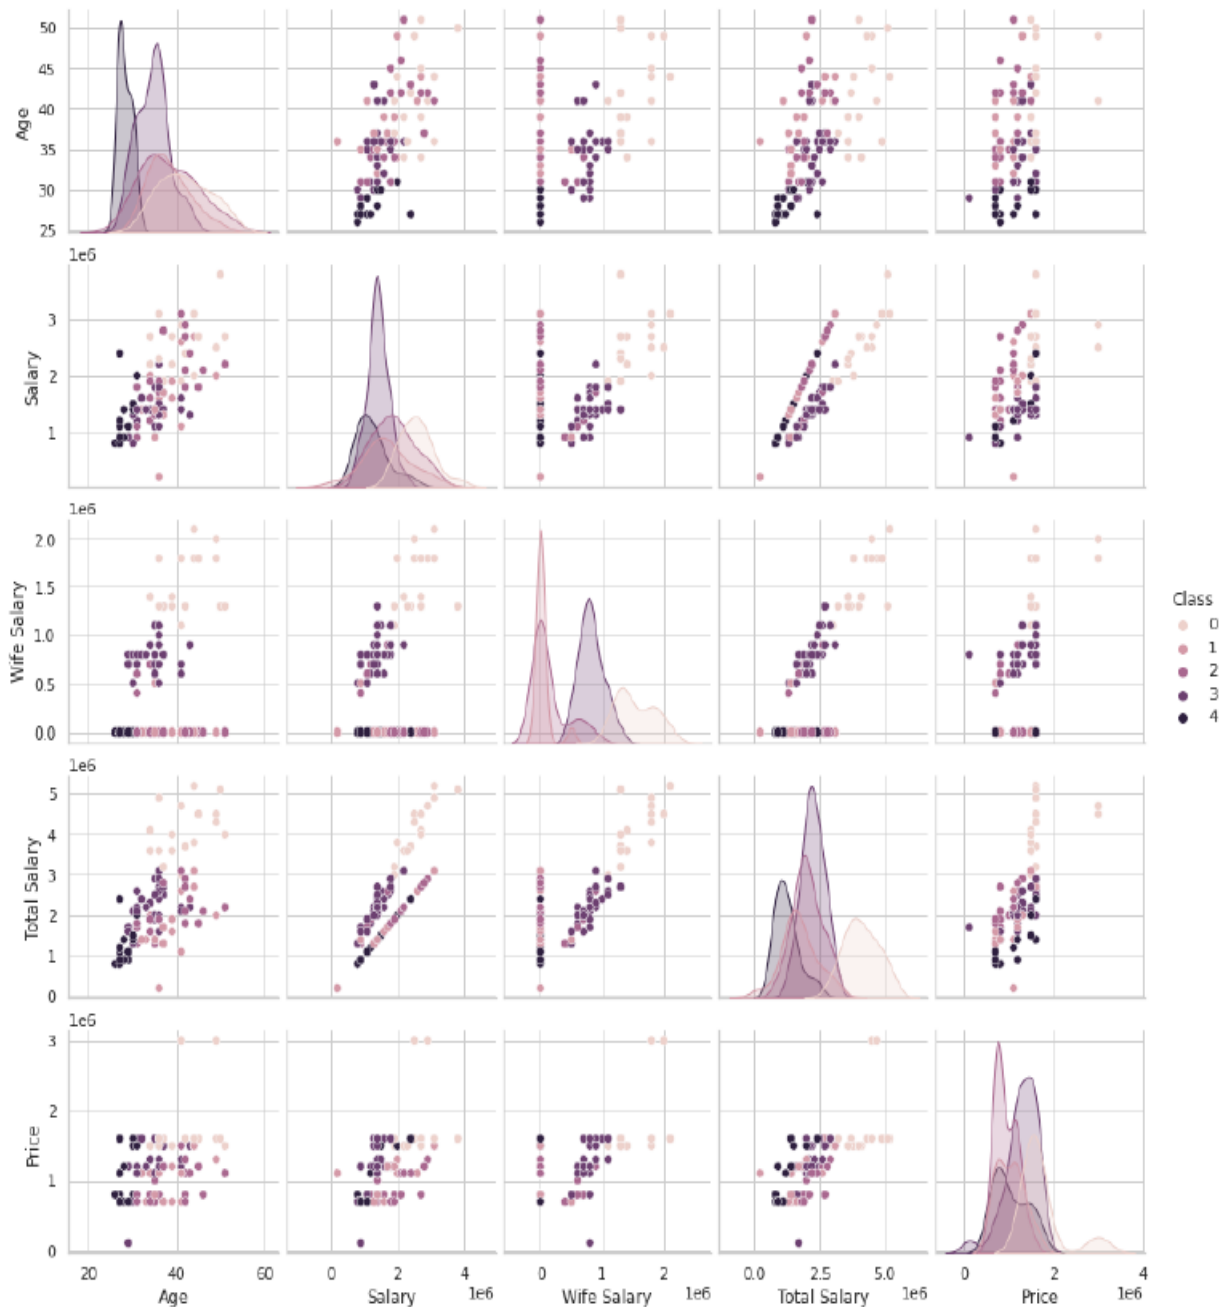 50
45
40
35
30
25
Age
1e6
3
2
1
Salary
1e6
2.0
1.5
1.0
0.5
0.0
Wife Salary
Class
0
1
2
3
4
1e6
5
4
3
2
1
0
Total Salary
1e6
3
2
1
0
Price
20 40 60
Age
0 2 4
Salary 1e6
0 1 2
Wife Salary 1e6
0.0 2.5 5.0
Total Salary 1e6
0 2 4
Price 1e6